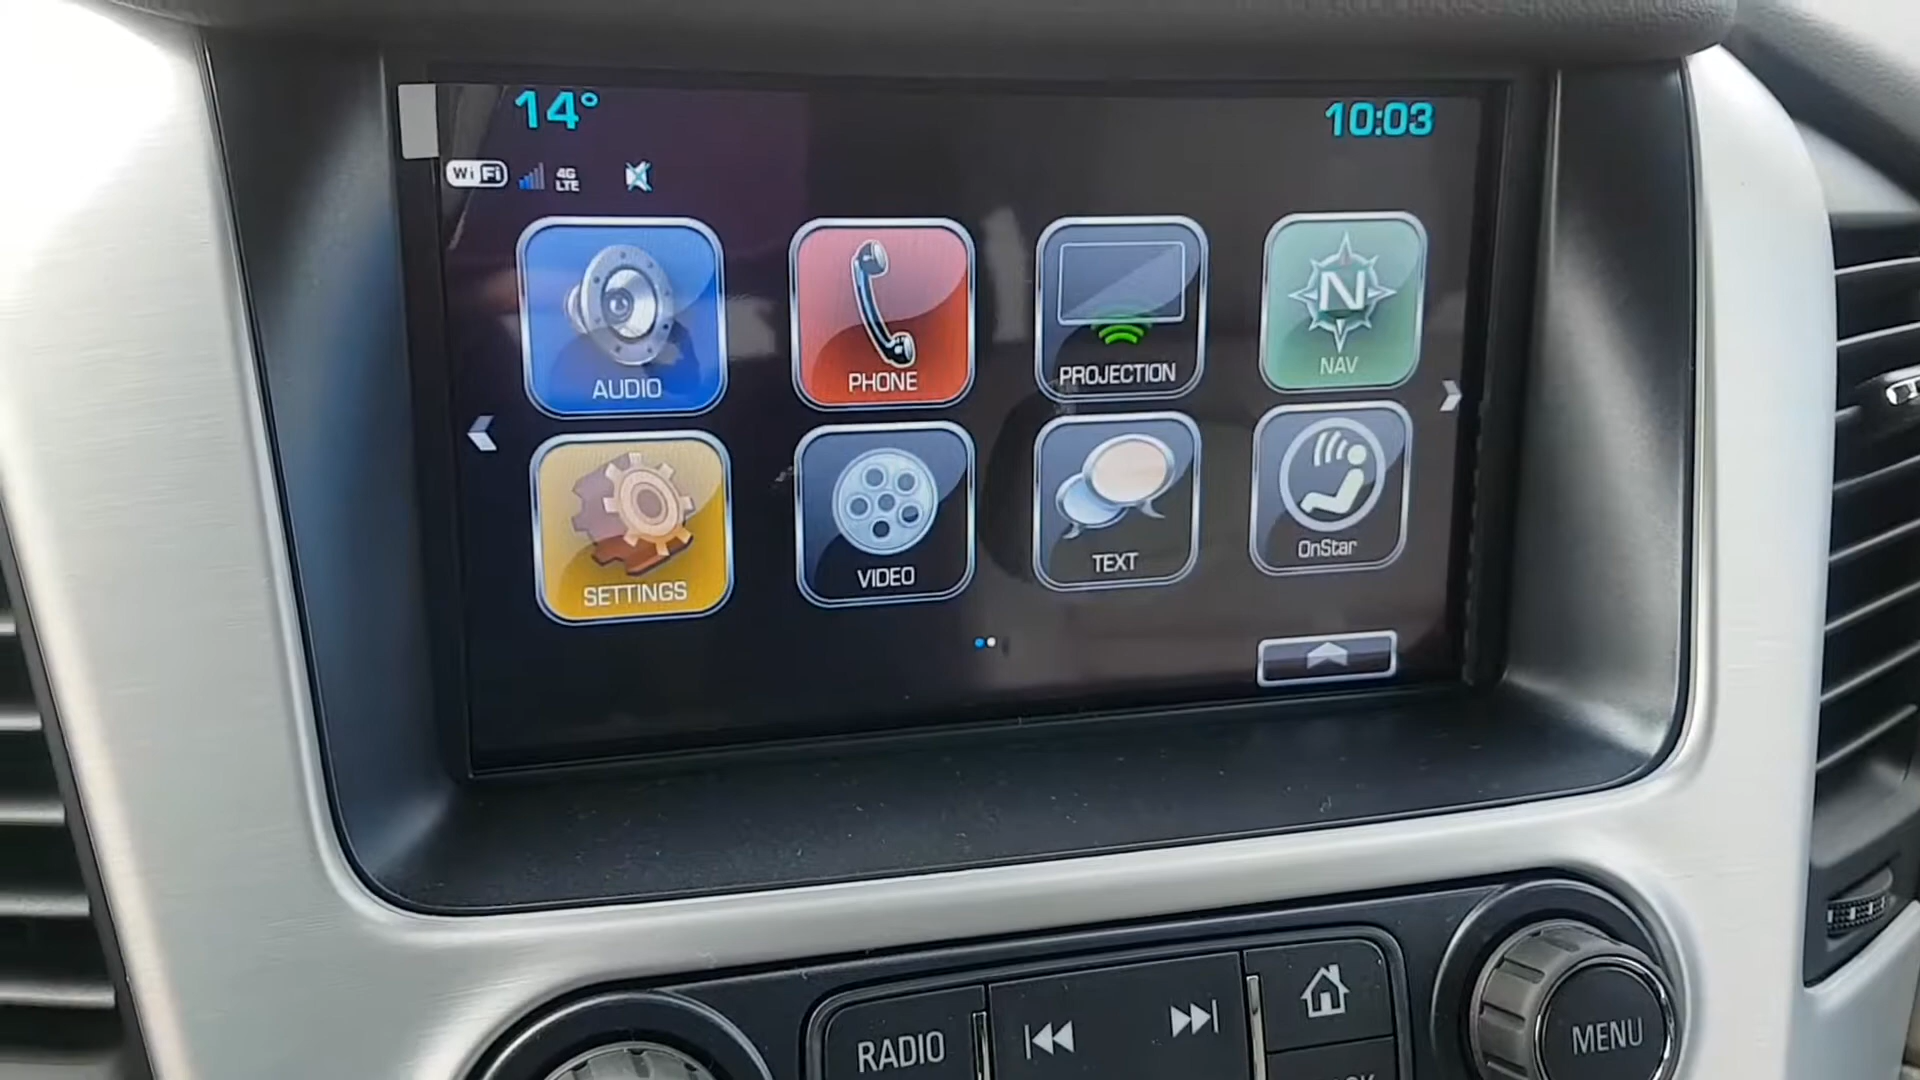 14°
10:03
WiFi
4G
LTE
AUDIO
PHONE
PROJECTION
N
NAV
SETTINGS
VIDEO
TEXT
OnStar
RADIO
MENU